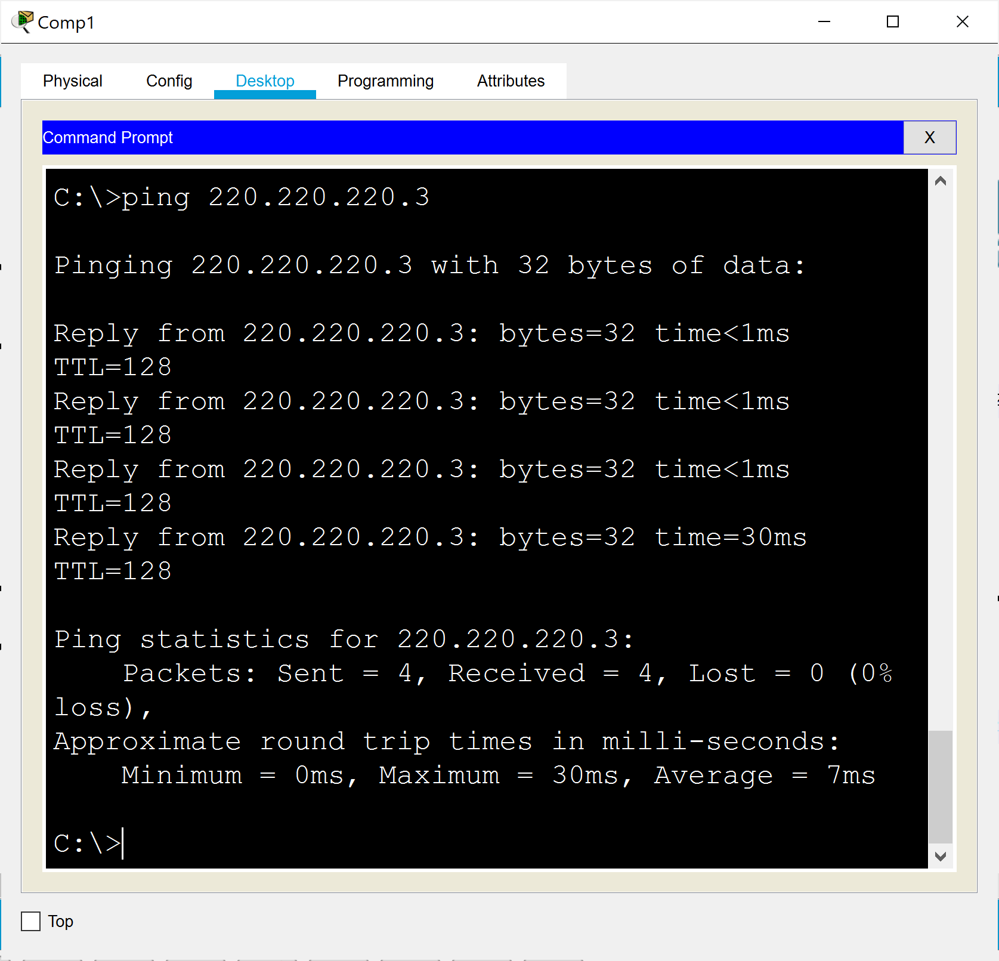 Comp1
Physical Config Desktop Programming Attributes
Command Prompt X
C:\>ping 220.220.220.3
Pinging 220.220.220.3 with 32 bytes of data:
Reply from 220.220.220.3: bytes=32 time<1ms
TTL=128
Reply from 220.220.220.3: bytes=32 time<1ms
TTL=128
Reply from 220.220.220.3: bytes=32 time<1ms
TTL=128
Reply from 220.220.220.3: bytes=32 time=30ms
TTL=128
Ping statistics for 220.220.220.3:
    Packets: Sent = 4, Received = 4, Lost = 0 (0%
loss),
Approximate round trip times in milli-seconds:
    Minimum = 0ms, Maximum = 30ms, Average = 7ms
C:\>
Top